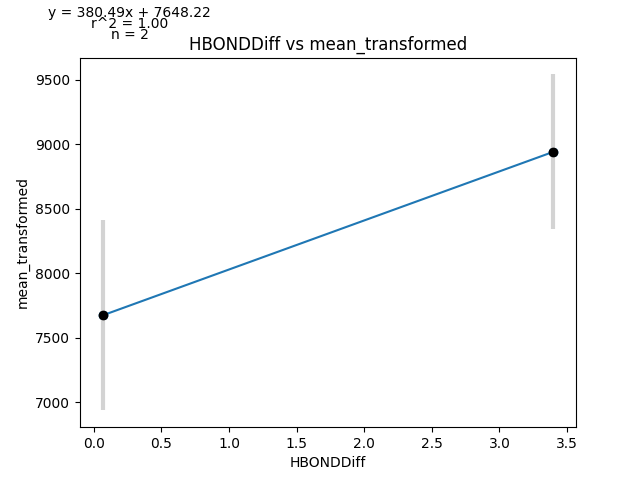 y = 380.49x + 7648.22
r^2 = 1.00
n = 2
HBONDDiff vs mean_transformed
9500
9000
8500
8000
7500
7000
mean_transformed
0.0 0.5 1.0 1.5 2.0 2.5 3.0 3.5
HBONDDiff